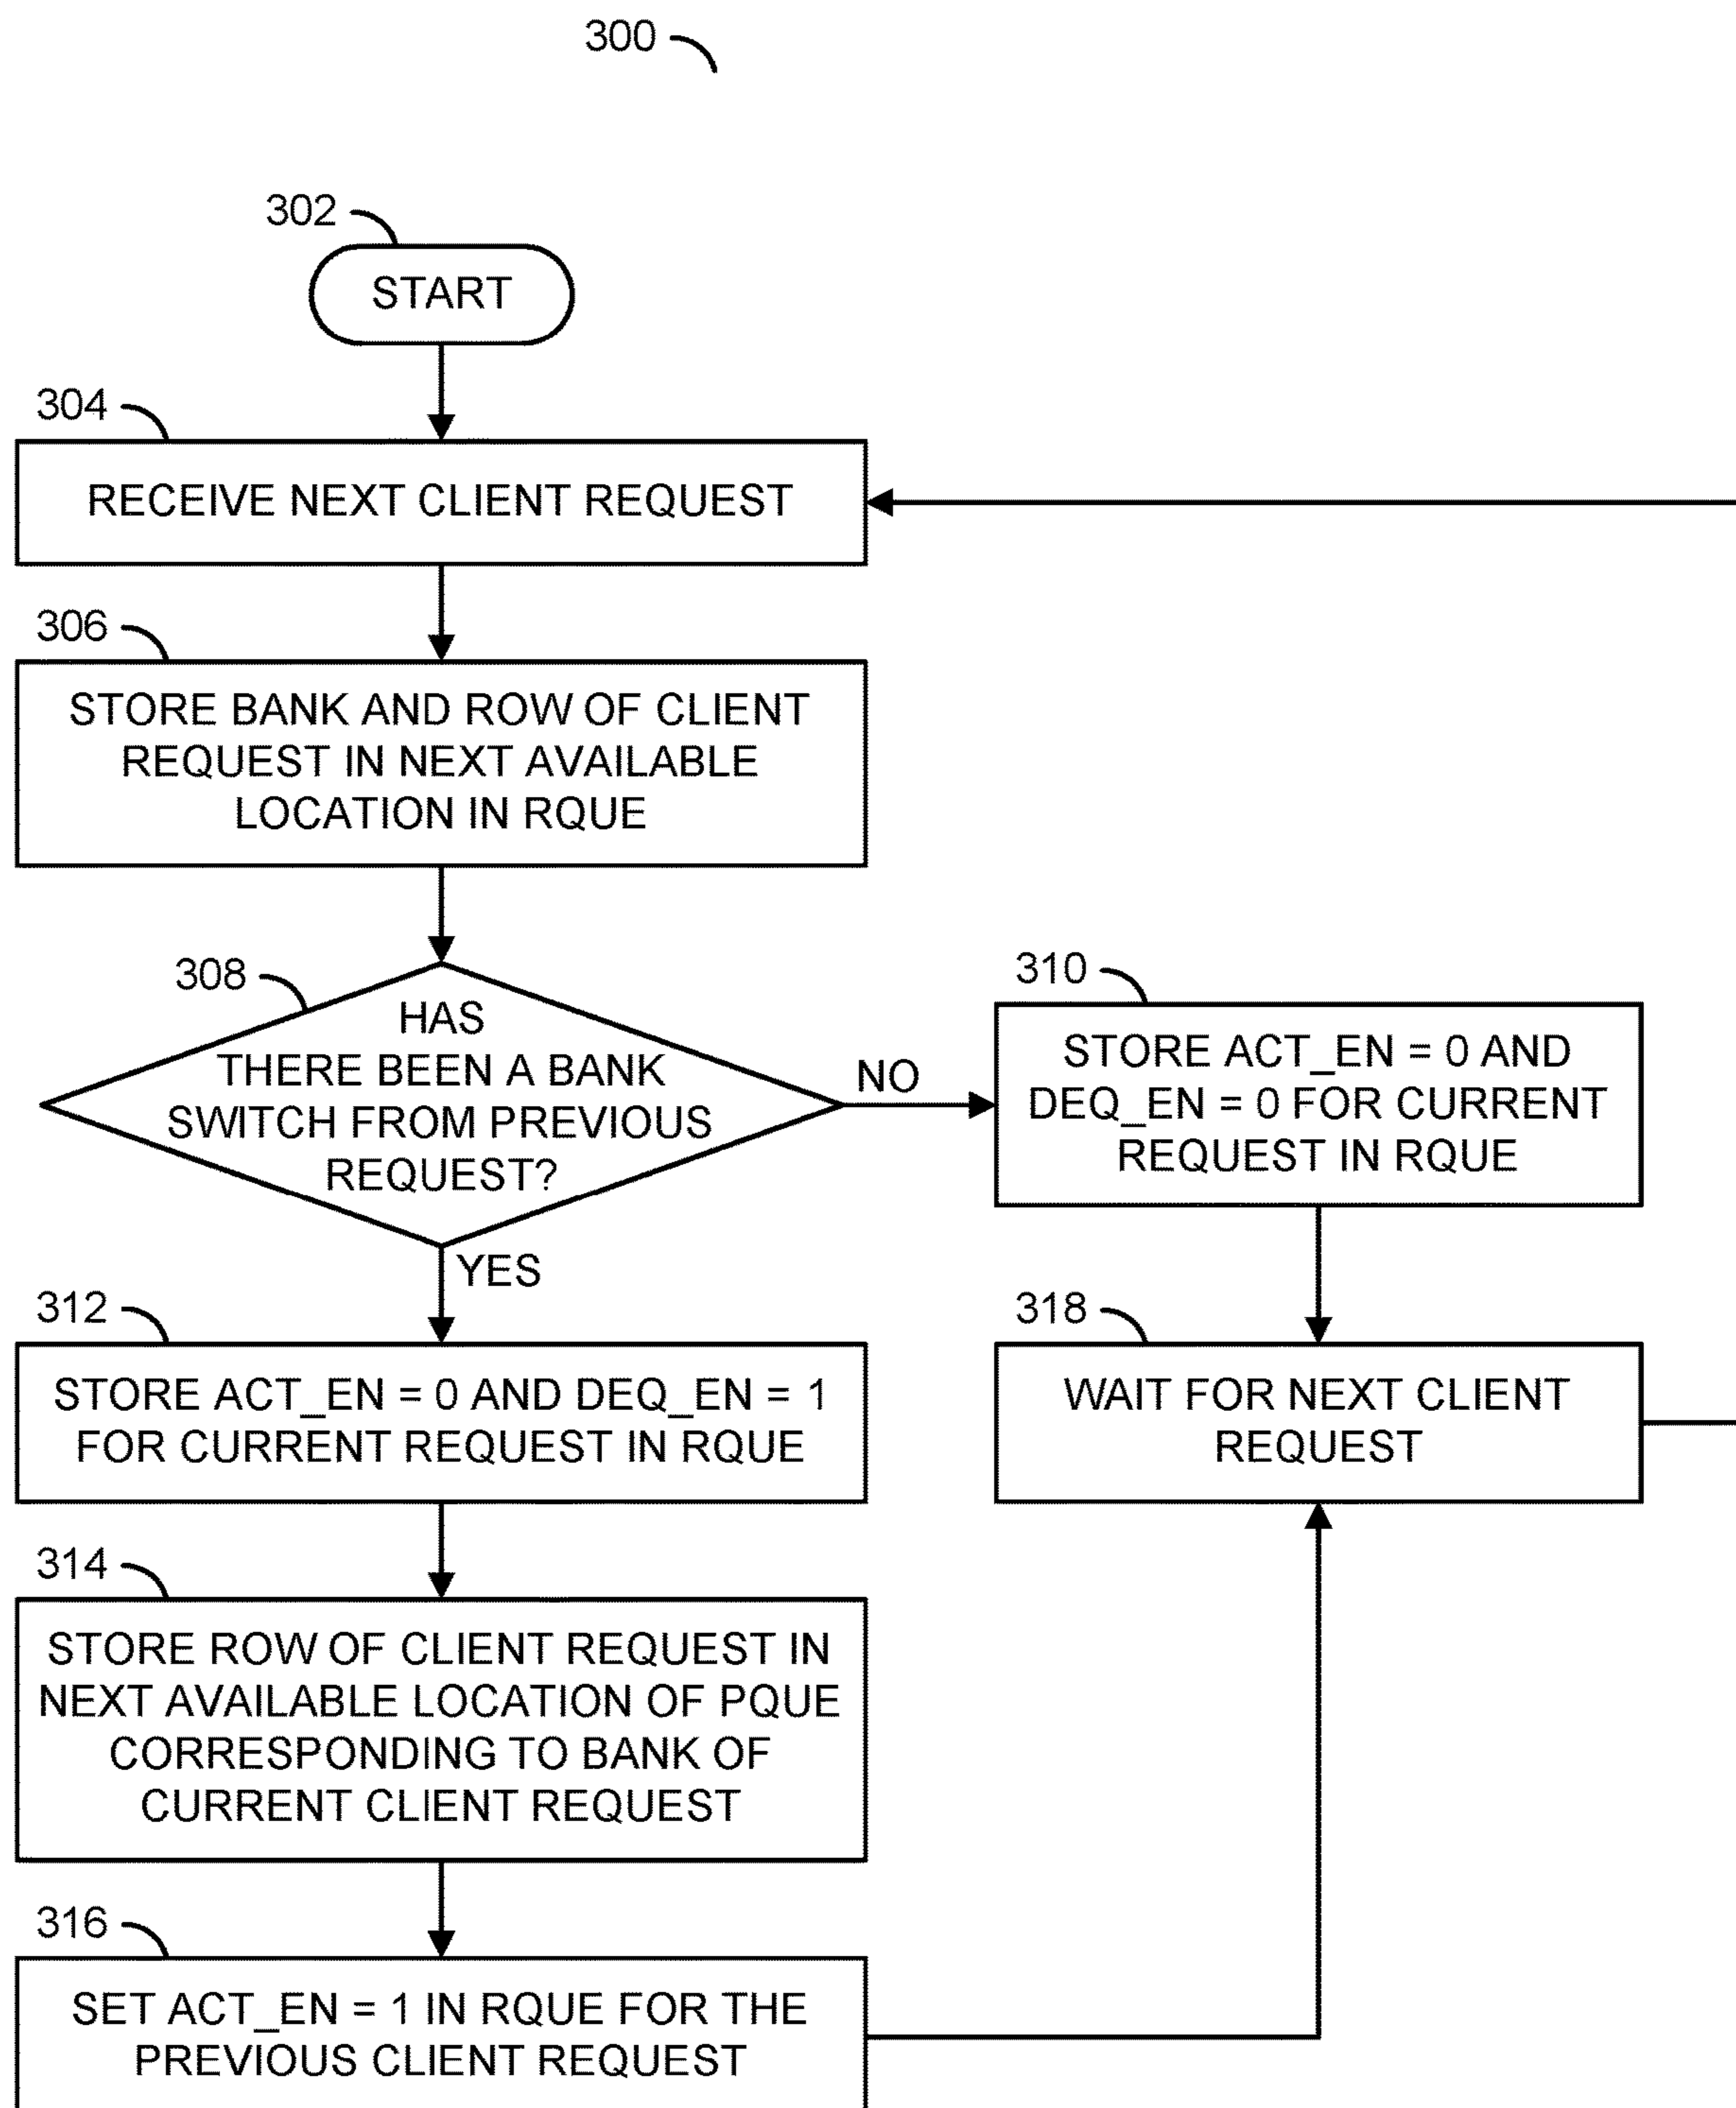 300
302
START
304
RECEIVE NEXT CLIENT REQUEST
306
STORE BANK AND ROW OF CLIENT
REQUEST IN NEXT AVAILABLE
LOCATION IN RQUE
308
HAS
THERE BEEN A BANK
SWITCH FROM PREVIOUS
REQUEST?
NO
310
STORE ACT_EN = 0 AND
DEQ_EN = 0 FOR CURRENT
REQUEST IN RQUE
YES
312
STORE ACT_EN = 0 AND DEQ_EN = 1
FOR CURRENT REQUEST IN RQUE
318
WAIT FOR NEXT CLIENT
REQUEST
314
STORE ROW OF CLIENT REQUEST IN
NEXT AVAILABLE LOCATION OF PQUE
CORRESPONDING TO BANK OF
CURRENT CLIENT REQUEST
316
SET ACT_EN = 1 IN RQUE FOR THE
PREVIOUS CLIENT REQUEST